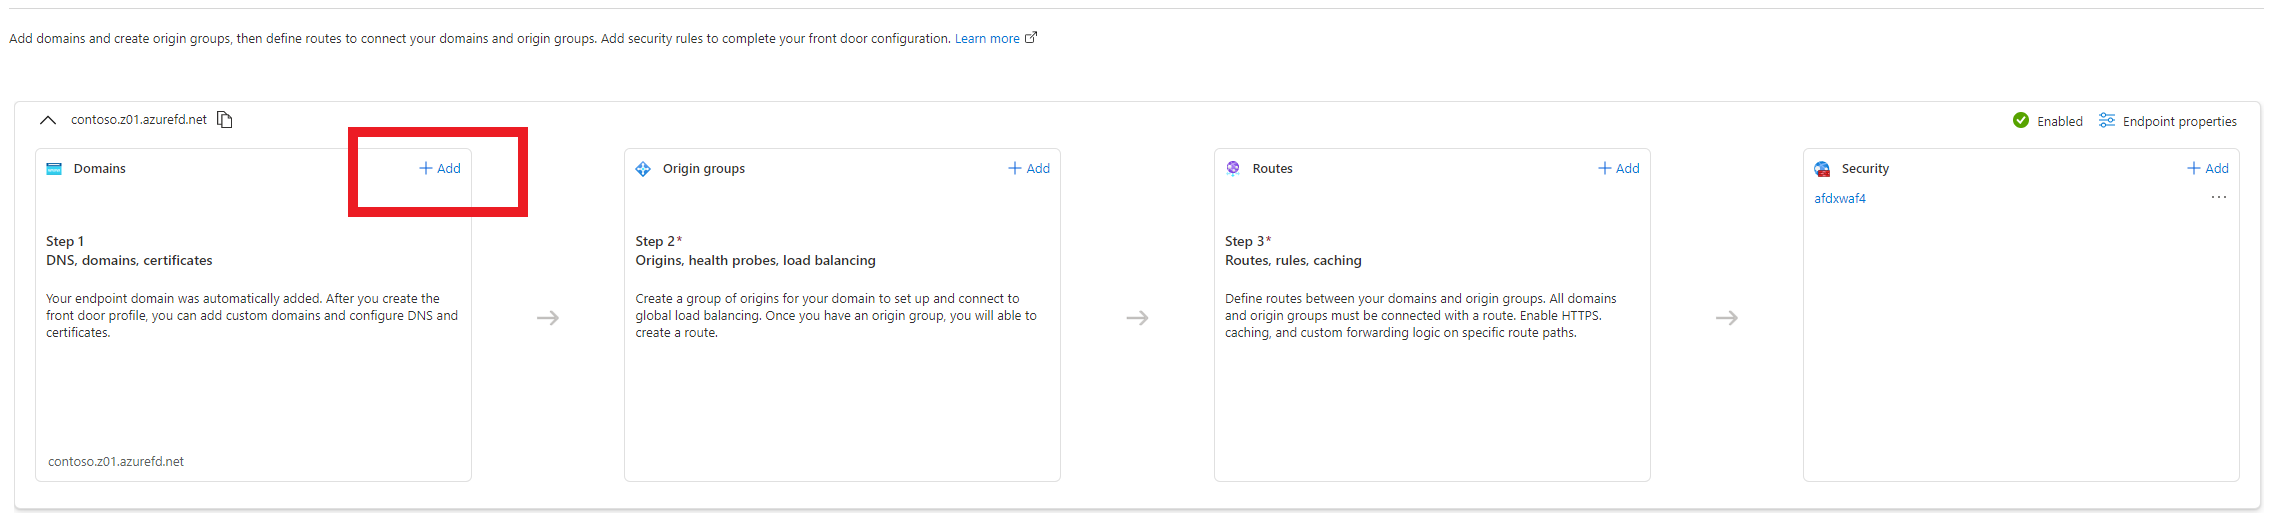 Add domains and create origin groups, then define routes to connect your domains and origin groups. Add security rules to complete your front door configuration. Learn more
contoso.z01.azurefd.net
Enabled
Endpoint properties
Domains
+ Add
Step 1
DNS, domains, certificates
Your endpoint domain was automatically added. After you create the
front door profile, you can add custom domains and configure DNS and
certificates.
contoso.z01.azurefd.net
Origin groups
+ Add
Step 2*
Origins, health probes, load balancing
Create a group of origins for your domain to set up and connect to
global load balancing. Once you have an origin group, you will able to
create a route.
Routes
+ Add
Step 3*
Routes, rules, caching
Define routes between your domains and origin groups. All domains
and origin groups must be connected with a route. Enable HTTPS.
caching, and custom forwarding logic on specific route paths.
Security
+ Add
afdxwaf4